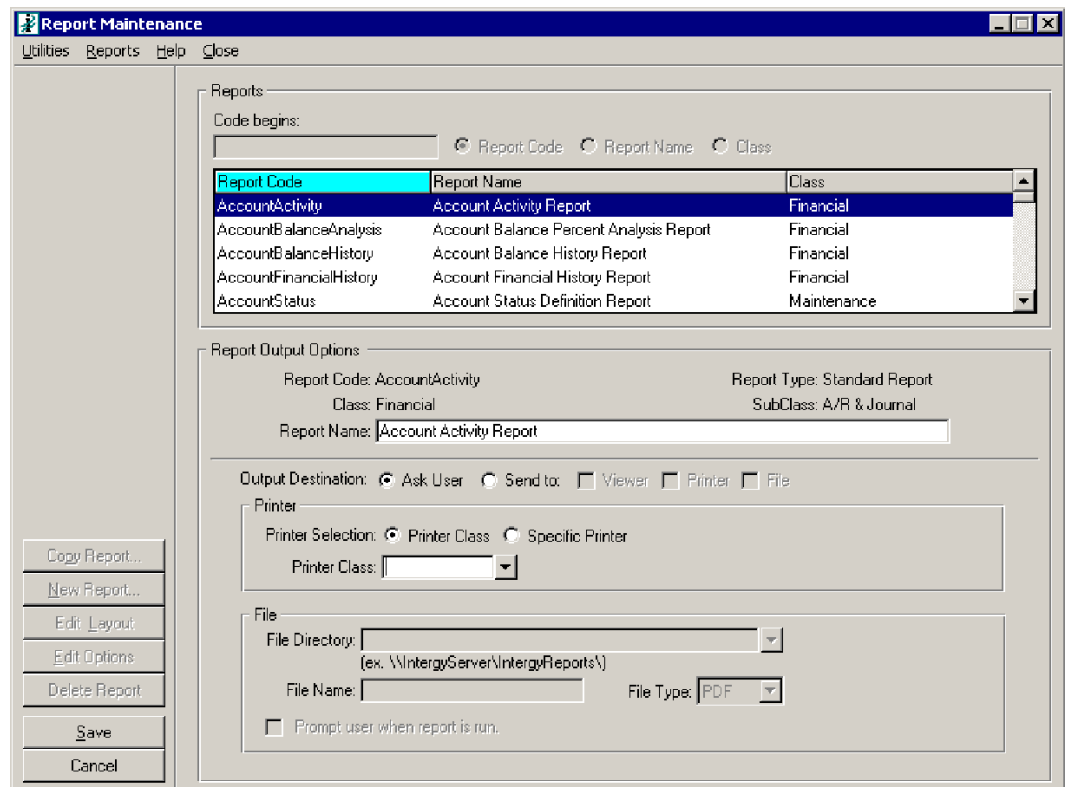 Report Maintenance
Utilities Reports Help Close
Reports
Code begins:
Report Code Report Name Class
Report Code Report Name Class
AccountActivity Account Activity Report Financial
AccountBalanceAnalysis Account Balance Percent Analysis Report Financial
AccountBalanceHistory Account Balance History Report Financial
AccountFinancialHistory Account Financial History Report Financial
AccountStatus Account Status Definition Report Maintenance
Report Output Options
Report Code: AccountActivity Report Type: Standard Report
Class: Financial SubClass: A/R & Journal
Report Name: Account Activity Report
Output Destination: Ask User Send to: Viewer Printer File
Printer
Printer Selection: Printer Class Specific Printer
Printer Class:
File
File Directory:
(ex. \\IntergyServer\IntergyReports\)
File Name: File Type: PDF
Prompt user when report is run.
Copy Report...
New Report...
Edit Layout
Edit Options
Delete Report
Save
Cancel